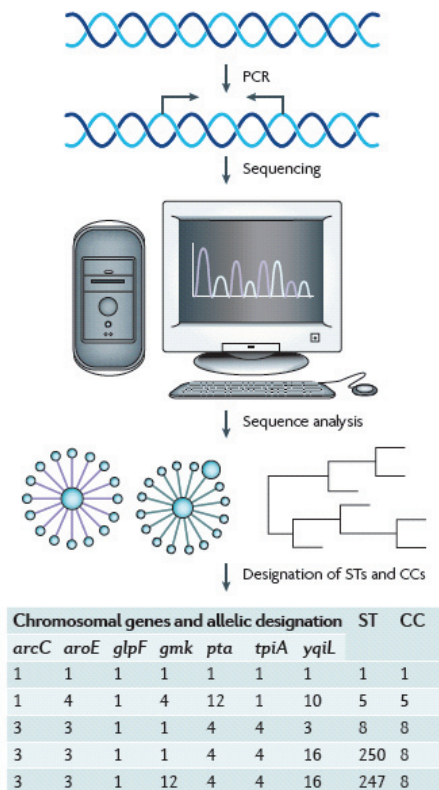 PCR
Sequencing
Sequence analysis
Designation of STs and CCs
Chromosomal genes and allelic designation ST CC
arcC aroE glpF gmk pta tpiA yqiL
1 1 1 1 1 1 1 1 1
1 4 1 4 12 1 10 5 5
3 3 1 1 4 4 3 8 8
3 3 1 1 4 4 16 250 8
3 3 1 12 4 4 16 247 8